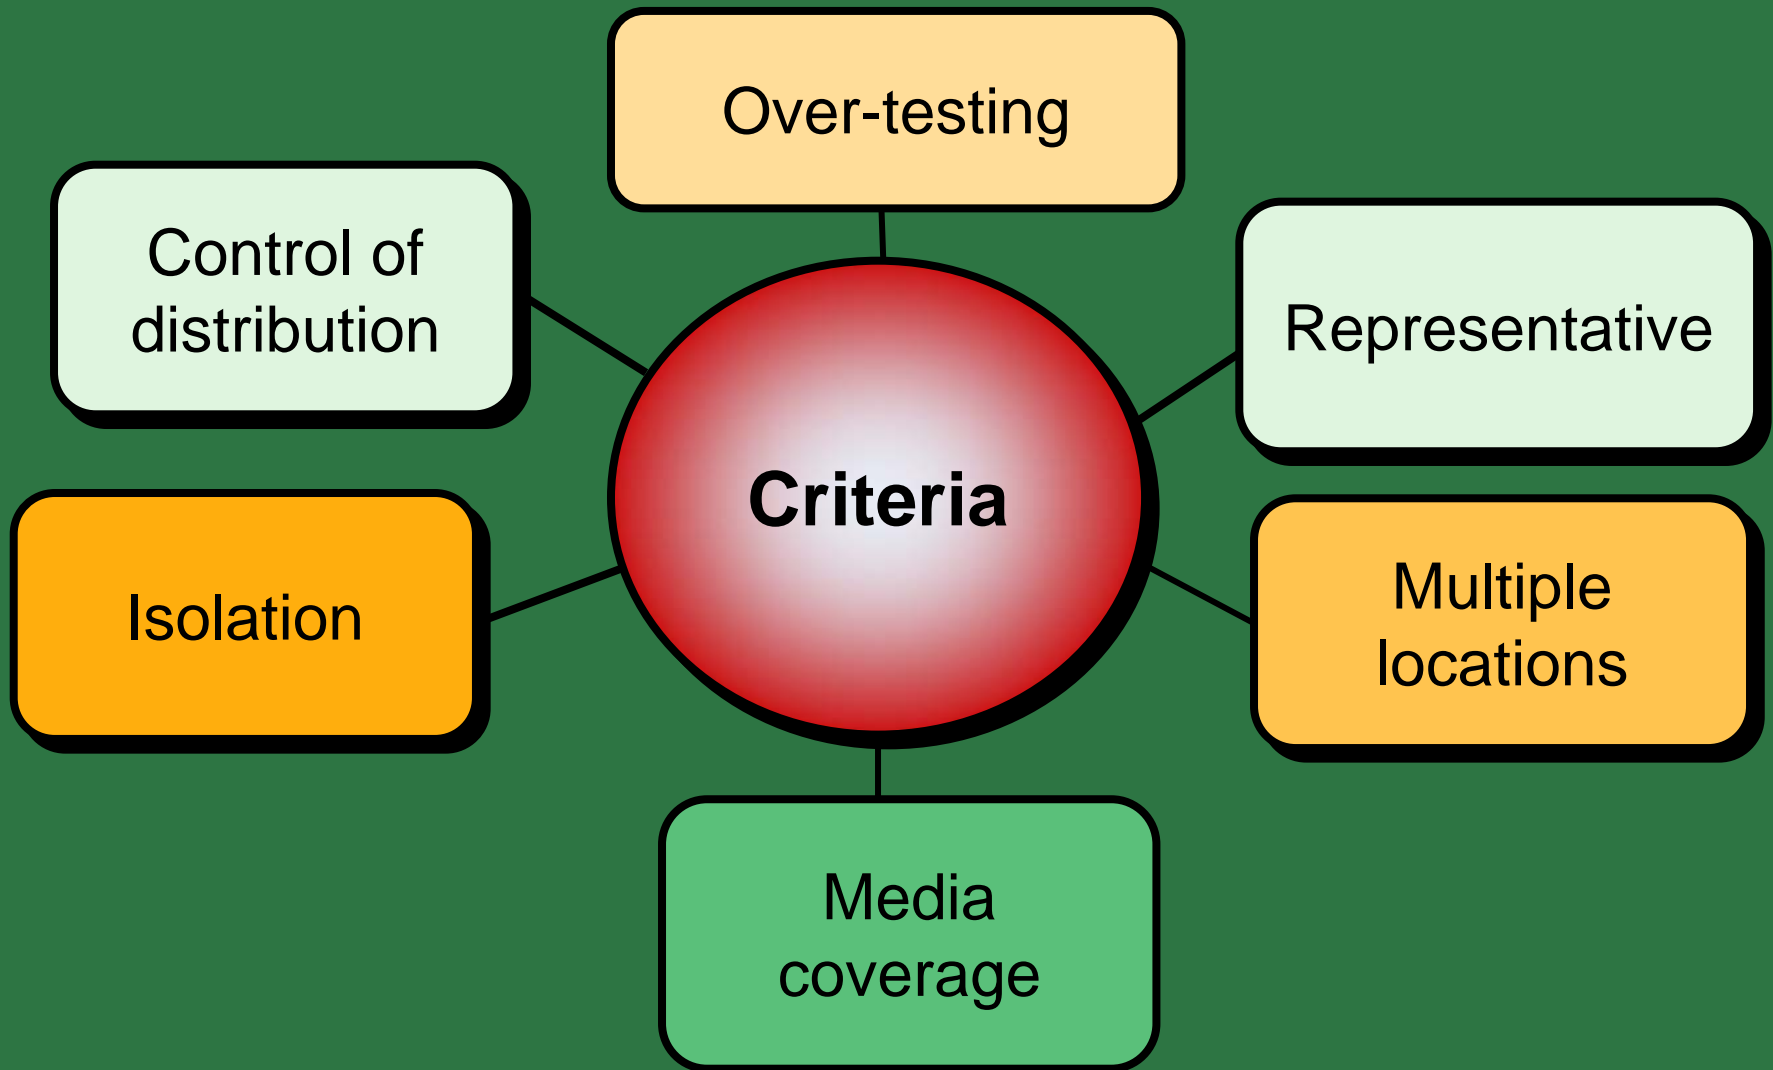 Over-testing
Control of
distribution
Representative
Criteria
Isolation
Multiple
locations
Media
coverage